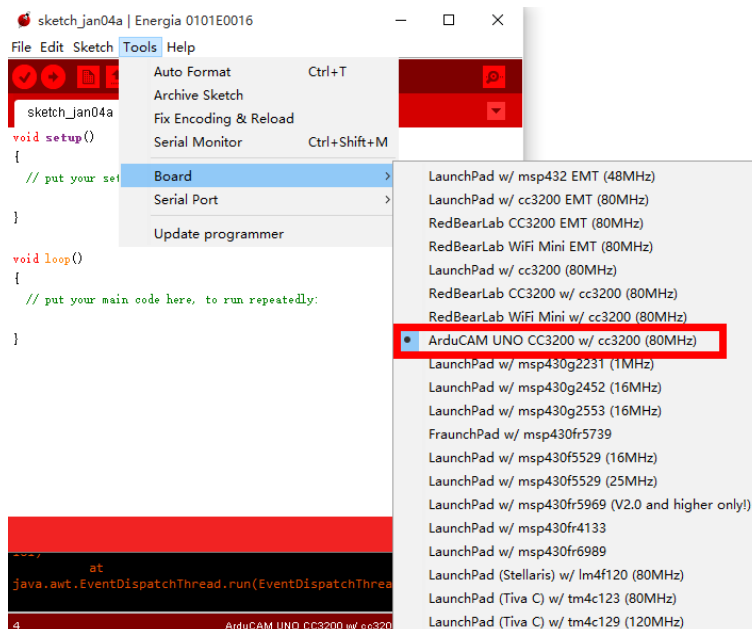 sketch_jan04a | Energia 0101E0016
File Edit Sketch Tools Help
Auto Format Ctrl+T
Archive Sketch
Fix Encoding & Reload
Serial Monitor Ctrl+Shift+M
Board
Serial Port
Update programmer
sketch_jan04a
void setup()
{
// put your set
}
void loop()
{
// put your main code here, to run repeatedly:
}
LaunchPad w/ msp432 EMT (48MHz)
LaunchPad w/ cc3200 EMT (80MHz)
RedBearLab CC3200 EMT (80MHz)
RedBearLab WiFi Mini EMT (80MHz)
LaunchPad w/ cc3200 (80MHz)
RedBearLab CC3200 w/ cc3200 (80MHz)
RedBearLab WiFi Mini w/ cc3200 (80MHz)
ArduCAM UNO CC3200 w/ cc3200 (80MHz)
LaunchPad w/ msp430g2231 (1MHz)
LaunchPad w/ msp430g2452 (16MHz)
LaunchPad w/ msp430g2553 (16MHz)
FraunchPad w/ msp430fr5739
LaunchPad w/ msp430f5529 (16MHz)
LaunchPad w/ msp430f5529 (25MHz)
LaunchPad w/ msp430fr5969 (V2.0 and higher only!)
LaunchPad w/ msp430fr4133
LaunchPad w/ msp430fr6989
LaunchPad (Stellaris) w/ lm4f120 (80MHz)
LaunchPad (Tiva C) w/ tm4c123 (80MHz)
LaunchPad (Tiva C) w/ tm4c129 (120MHz)
at
java.awt.EventDispatchThread.run(EventDispatchThrea
4 ArduCAM UNO CC3200 w/ cc320